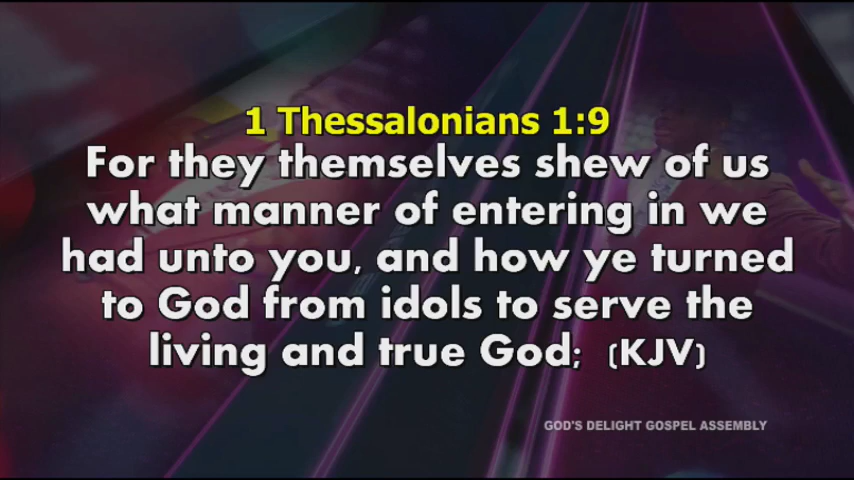 1 Thessalonians 1:9
For they themselves shew of us
what manner of entering in we
had unto you, and how ye turned
to God from idols to serve the
living and true God; (KJV)
GOD'S DELIGHT GOSPEL ASSEMBLY